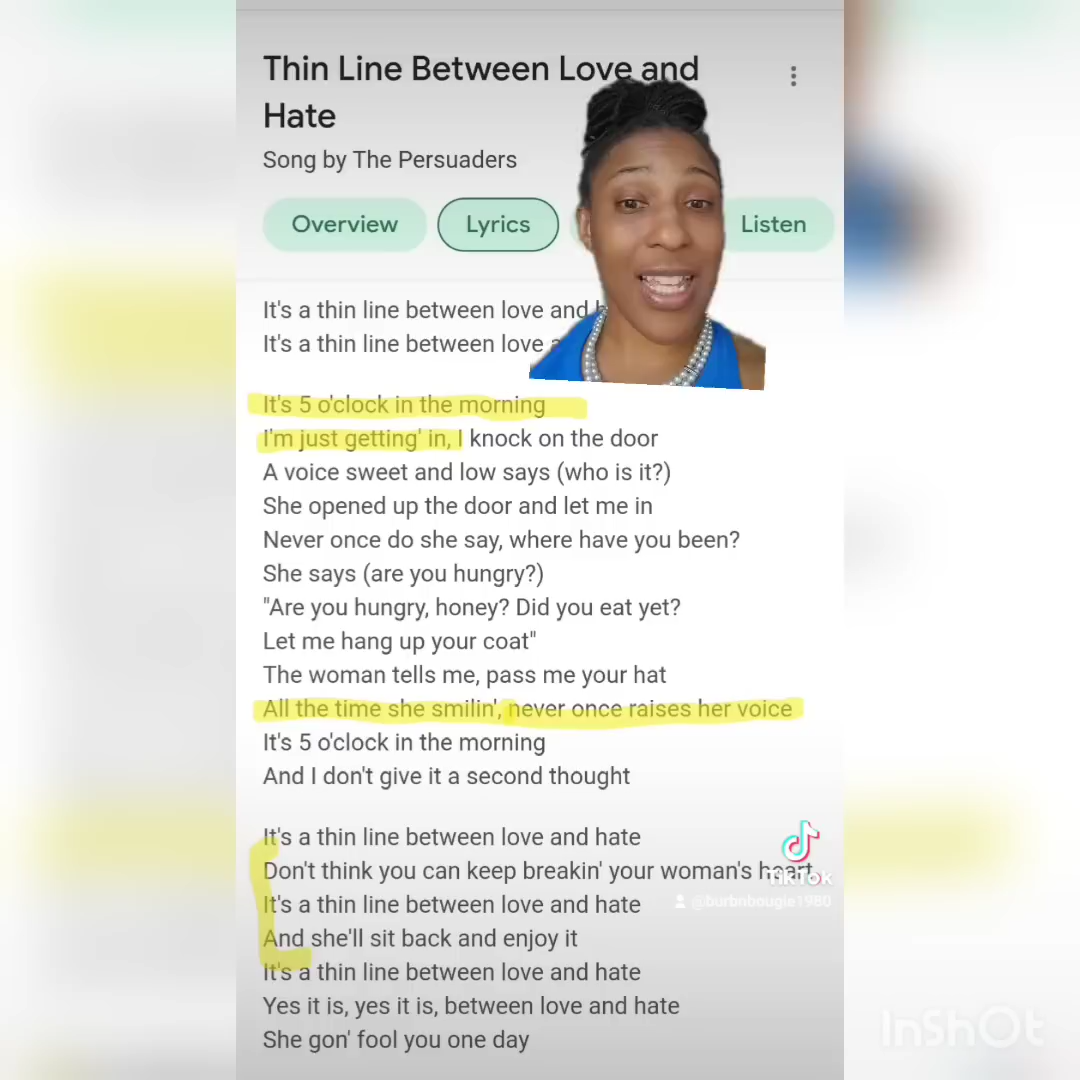 Thin Line Between Love and
Hate
Song by The Persuaders
Overview
Lyrics
Listen
It's a thin line between love and
It's a thin line between love
It's 5 o'clock in the morning
I'm just getting' in, I knock on the door
A voice sweet and low says (who is it?)
She opened up the door and let me in
Never once do she say, where have you been?
She says (are you hungry?)
"Are you hungry, honey? Did you eat yet?
Let me hang up your coat"
The woman tells me, pass me your hat
All the time she smilin', never once raises her voice
It's 5 o'clock in the morning
And I don't give it a second thought
It's a thin line between love and hate
Don't think you can keep breakin' your woman's heart
It's a thin line between love and hate
And she'll sit back and enjoy it
It's a thin line between love and hate
Yes it is, yes it is, between love and hate
She gon' fool you one day
TikTok
@burbnbougie1980
InShOt